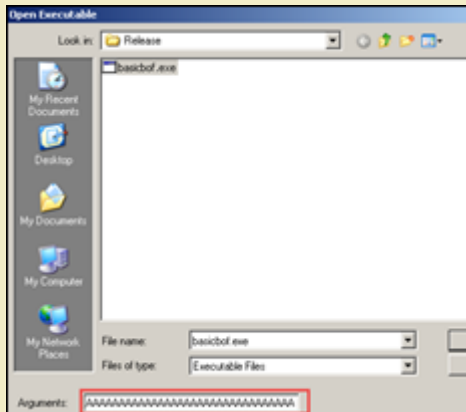 Open Executable
Look in: Release
basicbof.exe
My Recent
Documents
Desktop
My Documents
My Computer
My Network
Places
File name: basicbof.exe
Files of type: Executable Files
Arguments: AAAAAAAAAAAAAAAAAAAAAAAAAAAAAAAA